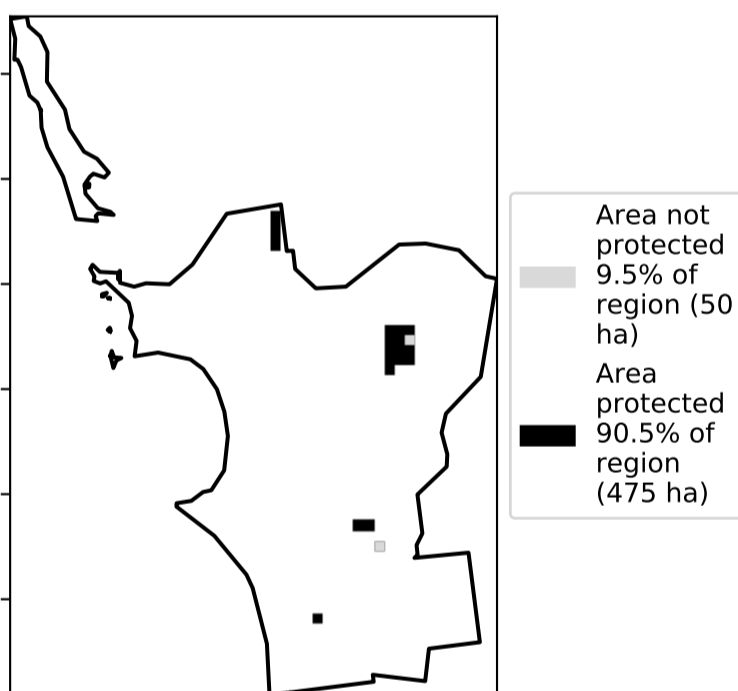 Area not
protected
9.5% of
region (50
ha)
Area
protected
90.5% of
region
(475 ha)